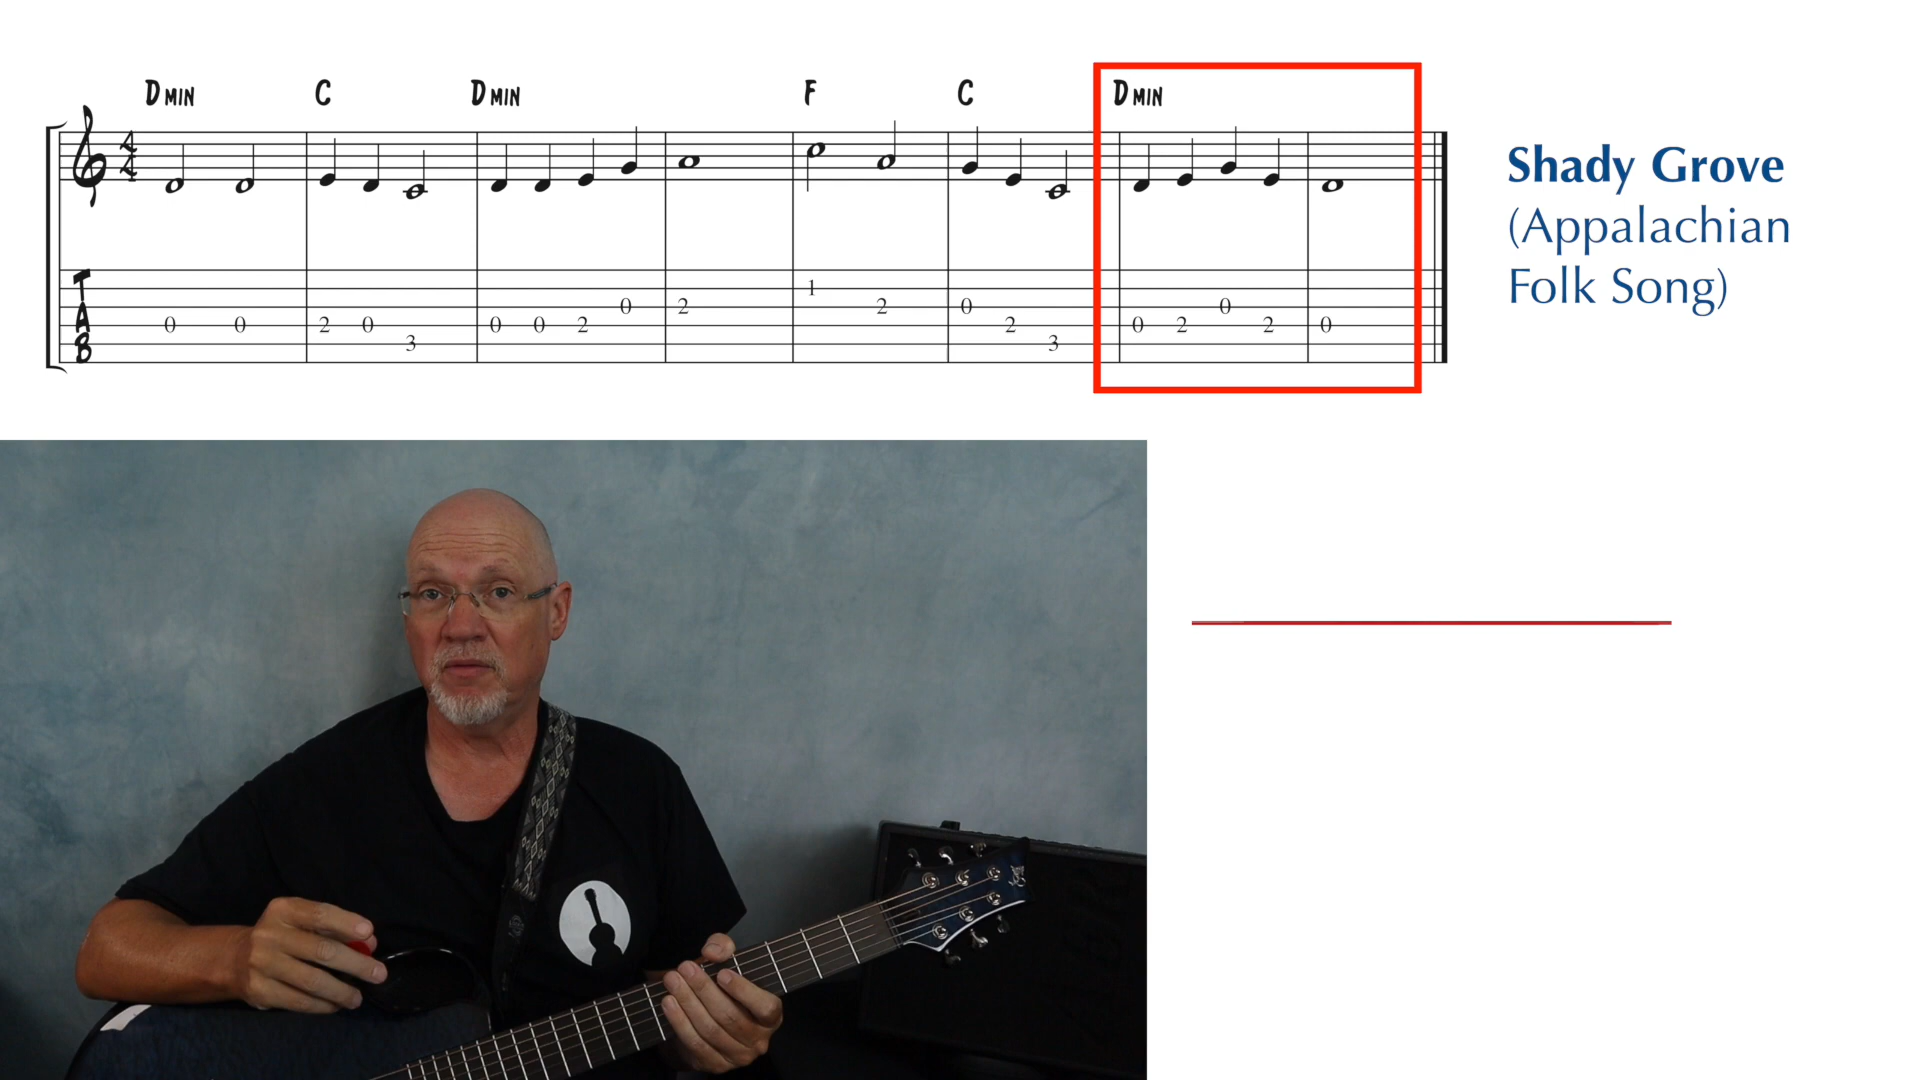 DMIN C DMIN F C DMIN
4
4
T
A
B
1
0 2 2 0 0
0 0 2 0 0 0 2 2 0 2 2 0
3 3
Shady Grove
(Appalachian
Folk Song)